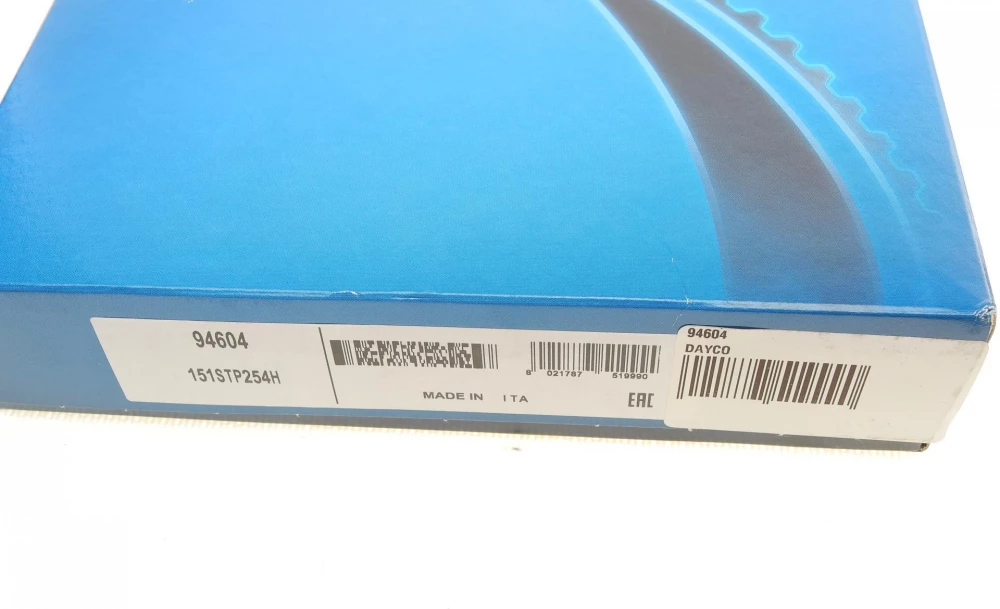 94604
151STP254H
8 021787 519990
MADE IN ITA
EAC
94604
DAYCO